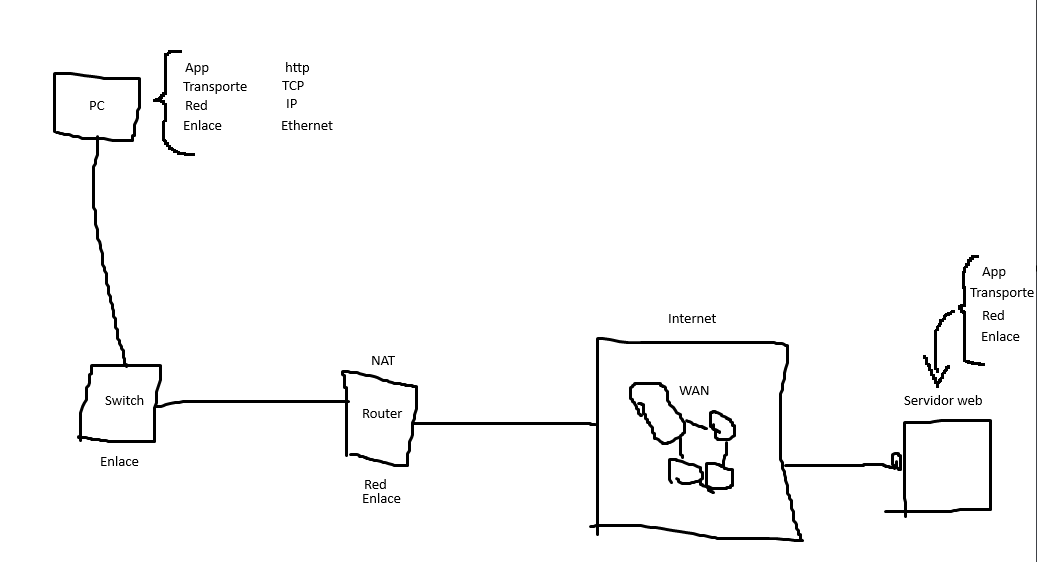 PC
App http
Transporte TCP
Red IP
Enlace Ethernet
Switch
Enlace
NAT
Router
Red
Enlace
Internet
WAN
App
Transporte
Red
Enlace
Servidor web